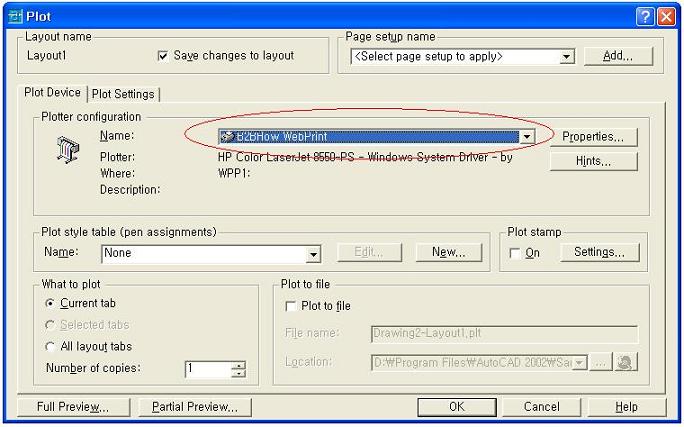 Plot
Layout name
Layout1
Save changes to layout
Page setup name
<Select page setup to apply>
Add...
Plot Device
Plot Settings
Plotter configuration
Name:
B2BHow WebPrint
Properties...
Plotter:
HP Color LaserJet 8550-PS - Windows System Driver - by
Hints...
Where:
WPP1:
Description:
Plot style table (pen assignments)
Name:
None
Edit...
New...
Plot stamp
On
Settings...
What to plot
Current tab
Selected tabs
All layout tabs
Number of copies:
1
Plot to file
Plot to file
File name:
Drawing2-Layout1.plt
Location:
D:₩Program Files₩AutoCAD 2002₩Sa
...
Full Preview...
Partial Preview...
OK
Cancel
Help